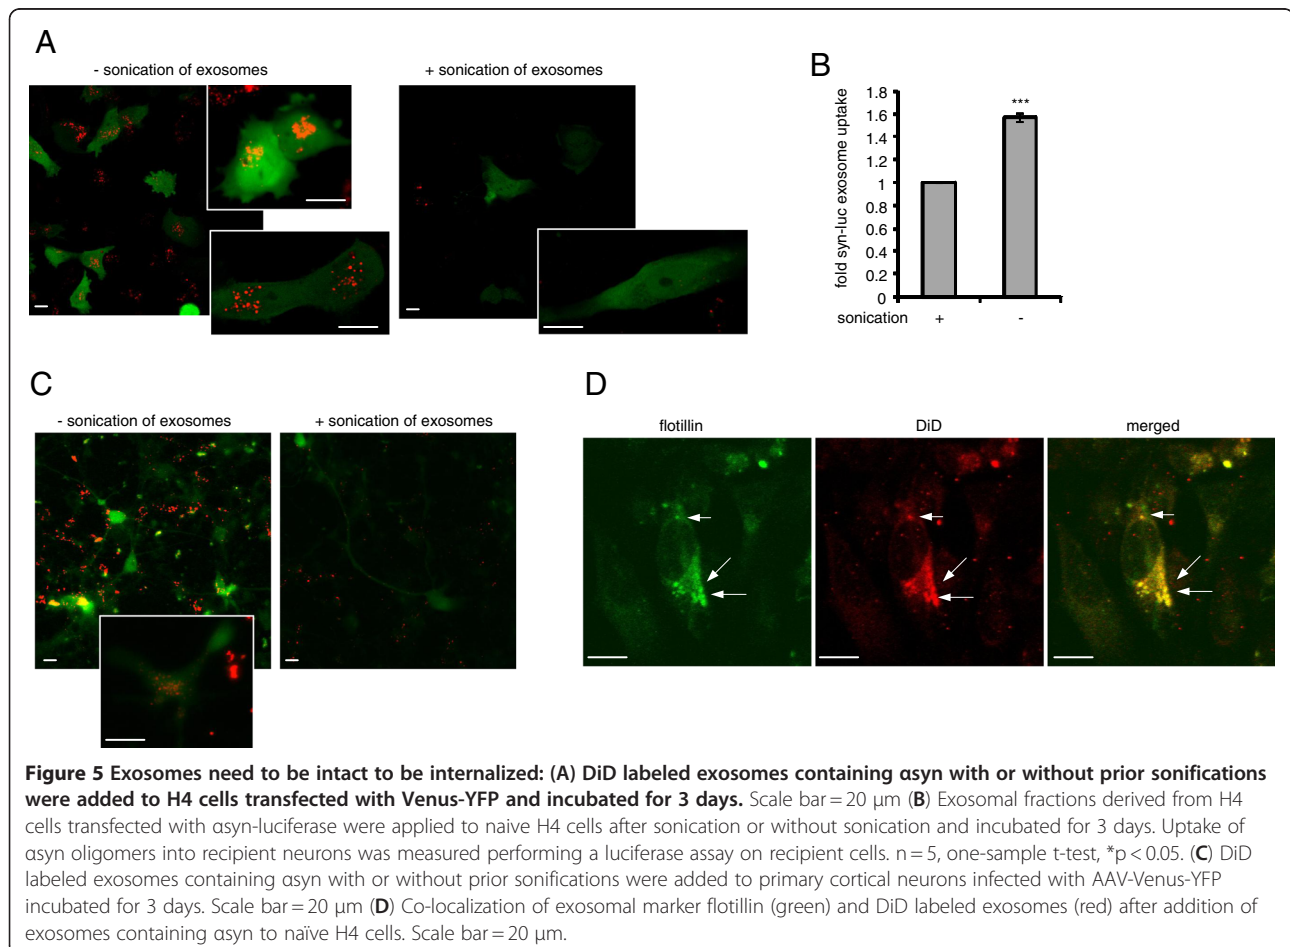 A
- sonication of exosomes
+ sonication of exosomes
B
fold syn-luc exosome uptake
1.8
1.6
1.4
1.2
1
0.8
0.6
0.4
0.2
0
***
sonication + -
C
- sonication of exosomes
+ sonication of exosomes
D
flotillin DiD merged
Figure 5 Exosomes need to be intact to be internalized: (A) DiD labeled exosomes containing αsyn with or without prior sonifications
were added to H4 cells transfected with Venus-YFP and incubated for 3 days. Scale bar = 20 μm (B) Exosomal fractions derived from H4
cells transfected with αsyn-luciferase were applied to naive H4 cells after sonication or without sonication and incubated for 3 days. Uptake of
αsyn oligomers into recipient neurons was measured performing a luciferase assay on recipient cells. n = 5, one-sample t-test, *p < 0.05. (C) DiD
labeled exosomes containing αsyn with or without prior sonifications were added to primary cortical neurons infected with AAV-Venus-YFP
incubated for 3 days. Scale bar = 20 μm (D) Co-localization of exosomal marker flotillin (green) and DiD labeled exosomes (red) after addition of
exosomes containing αsyn to naïve H4 cells. Scale bar = 20 μm.